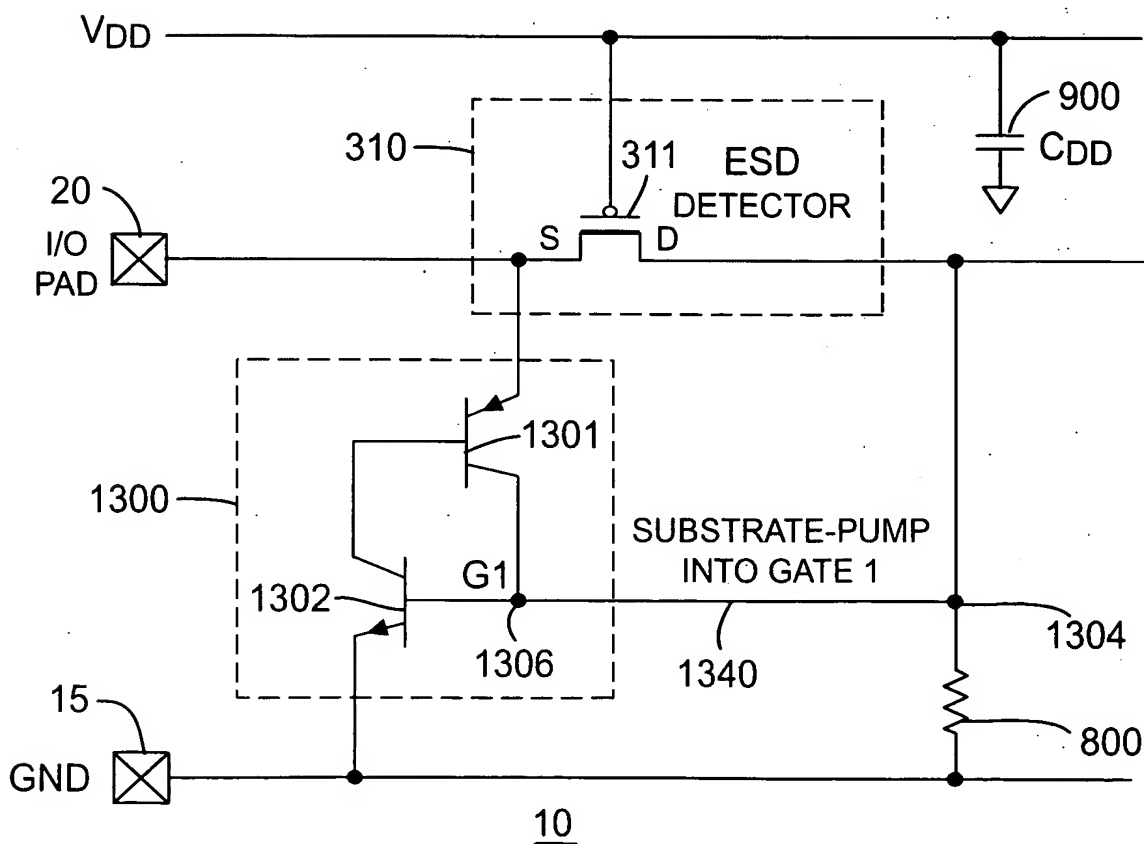 VDD
900
CDD
310
311
ESD
DETECTOR
20
I/O
PAD
S
D
1301
1300
SUBSTRATE-PUMP
INTO GATE 1
1302
G1
1306
1340
1304
15
GND
800
10